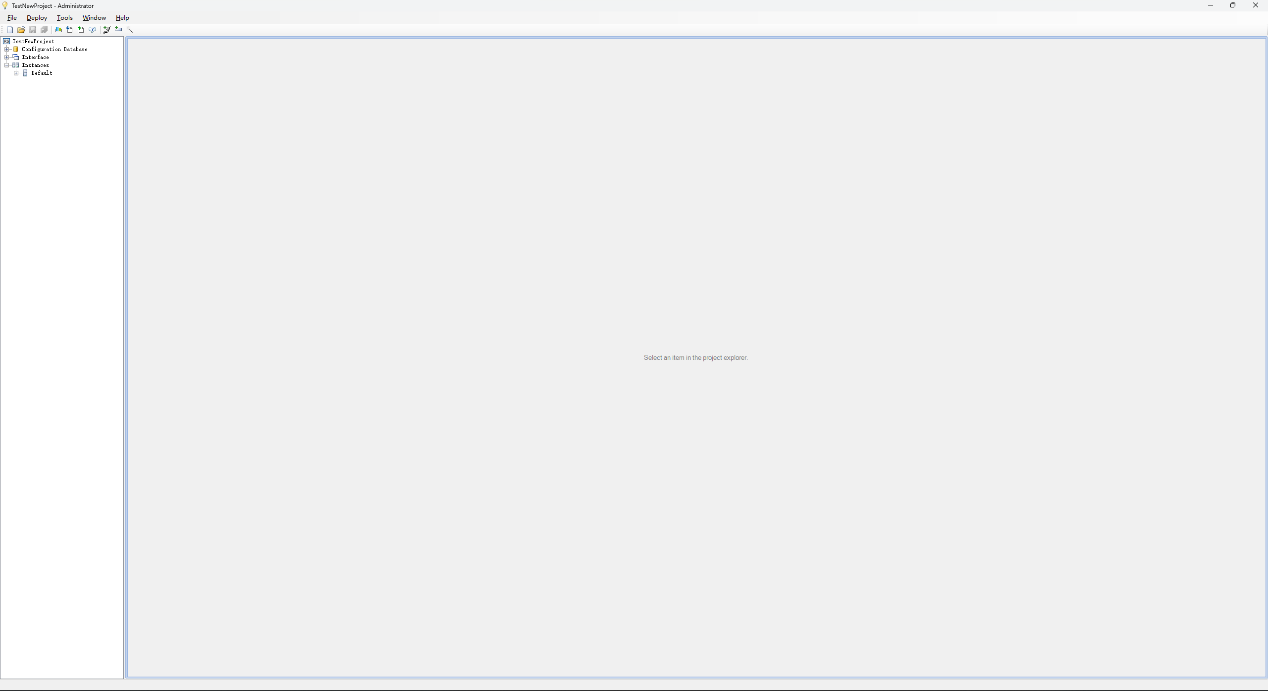 TestNewProject - Administrator
File Deploy Tools Window Help
TestNewProject
Configuration Database
Interface
Instances
Default
Select an item in the project explorer.